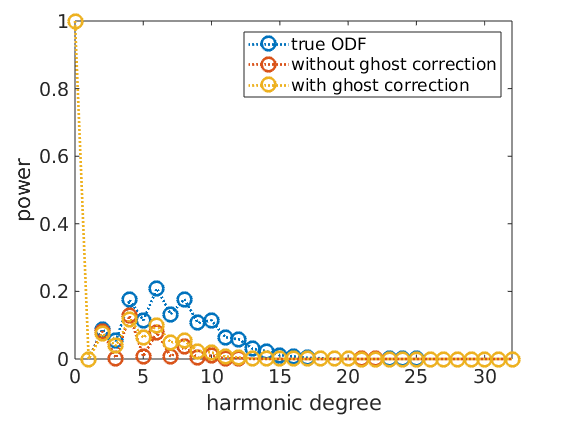 1
true ODF
without ghost correction
with ghost correction
0.8
0.6
power
0.4
0.2
0
0 5 10 15 20 25 30
harmonic degree